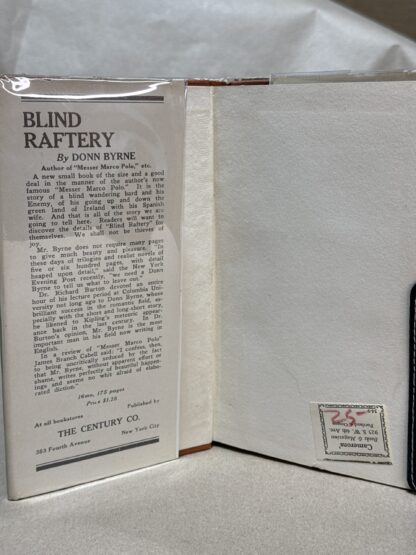 BLIND
RAFTERY
By DONN BYRNE
Author of "Messer Marco Polo," etc.
A new small book of the size and a good
deal in the manner of the author's now
famous "Messer Marco Polo." It is the
story of a blind wandering bard and his
Enemy, of his going up and down the
green land of Ireland with his Spanish
wife. And that is all of the story we are
going to tell here. Readers will want to
discover the details of "Blind Raftery" for
themselves. We shall not be thieves of
joy.
Mr. Byrne does not require many pages
to give much beauty and pleasure. "In
these days of trilogies and realist novels of
five or six hundred pages, with detail
heaped upon detail," said the New York
Evening Post recently, "we need a Donn
Byrne to tell us what to leave out."
Dr. Richard Burton devoted an entire
hour of his lecture period at Columbia Uni-
versity not long ago to Donn Byrne, whose
brilliant success in the romantic field, es-
pecially with the short and long-short story,
he likened to Kipling's meteoric appear-
ance back in the last century. In Dr.
Burton's opinion, Mr. Byrne is the most
important man in his field now writing in
English.
In a review of "Messer Marco Polo"
James Branch Cabell said: "I confess, then,
to being uncritically seduced by the fact
that Mr. Byrne, without apparent effort or
shame, writes perfectly of beautiful happen-
ings and seems no whit afraid of elabo-
rated diction."
16mo, 175 pages
Price $1.25
At all bookstores Published by
THE CENTURY CO.
353 Fourth Avenue New York City
25-
Cameron's
Books & Magazines